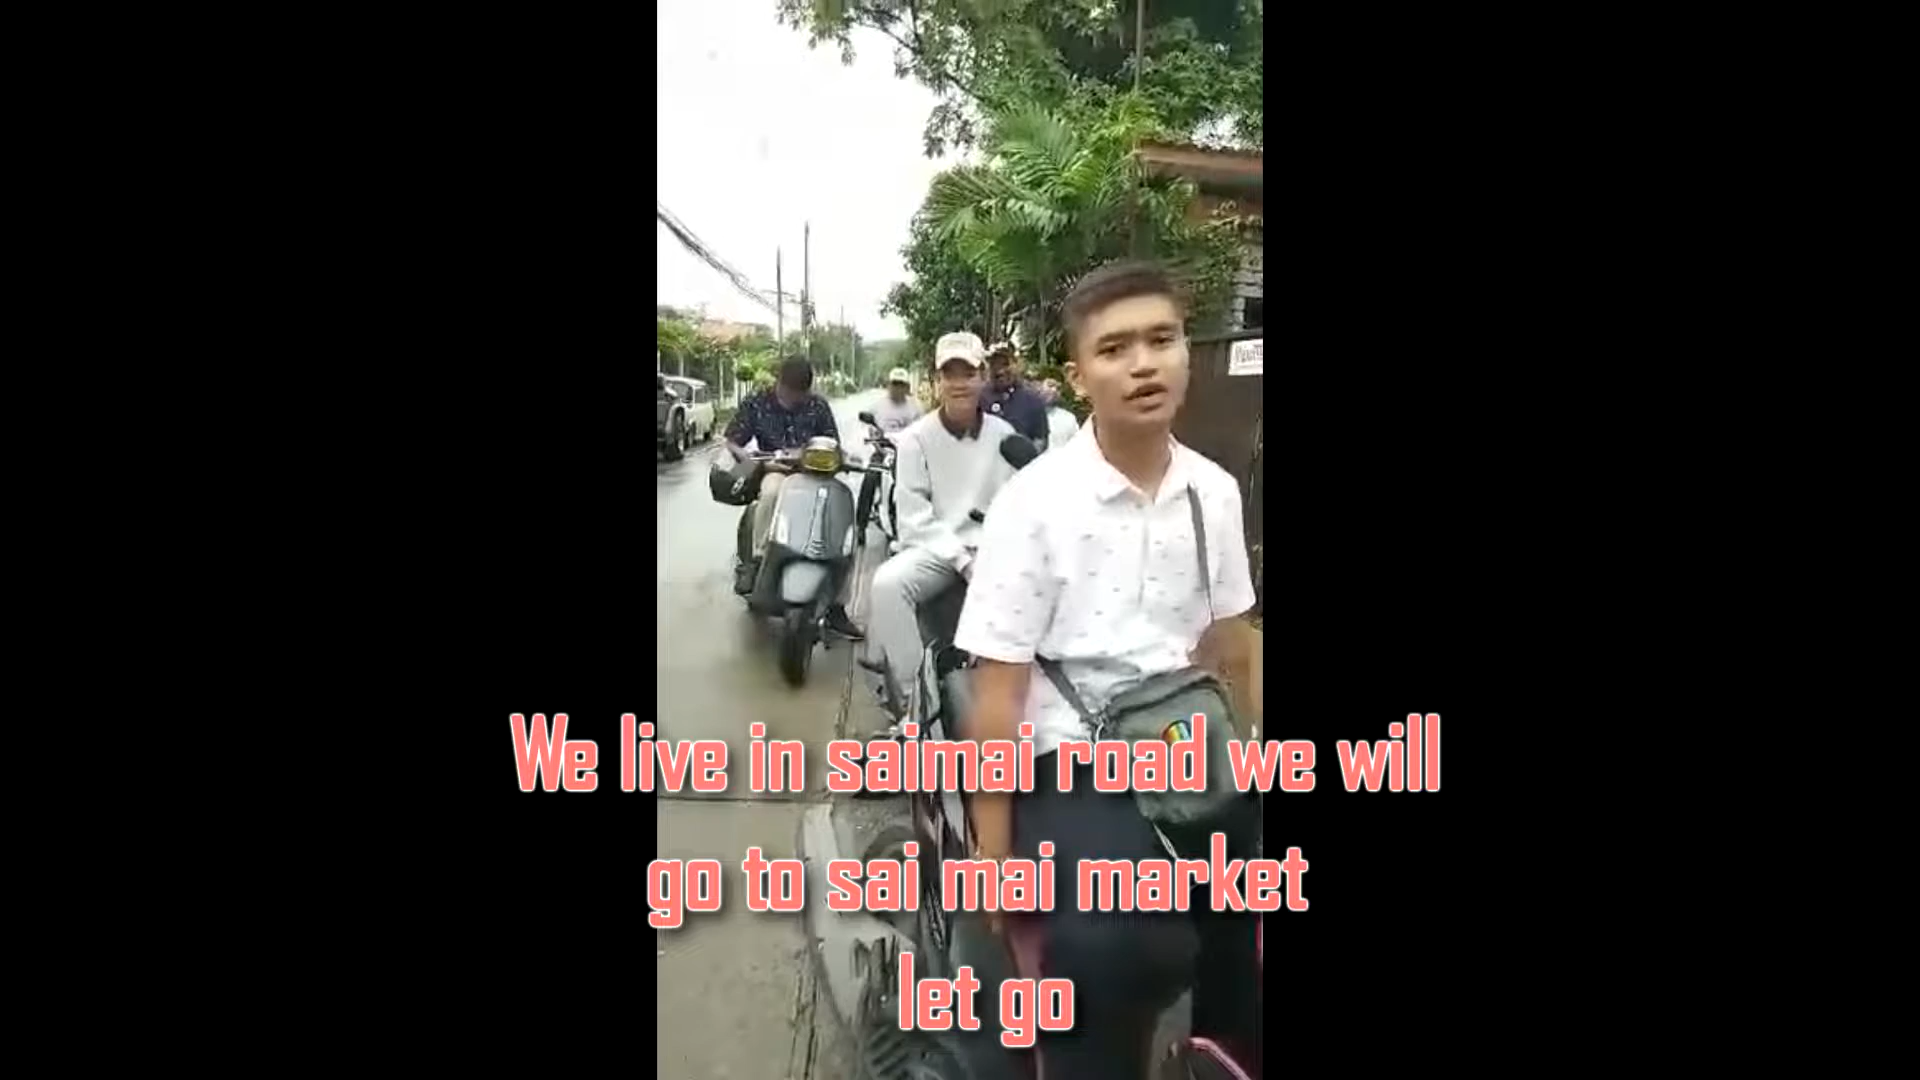 We live in saimai road we will
go to sai mai market
let go